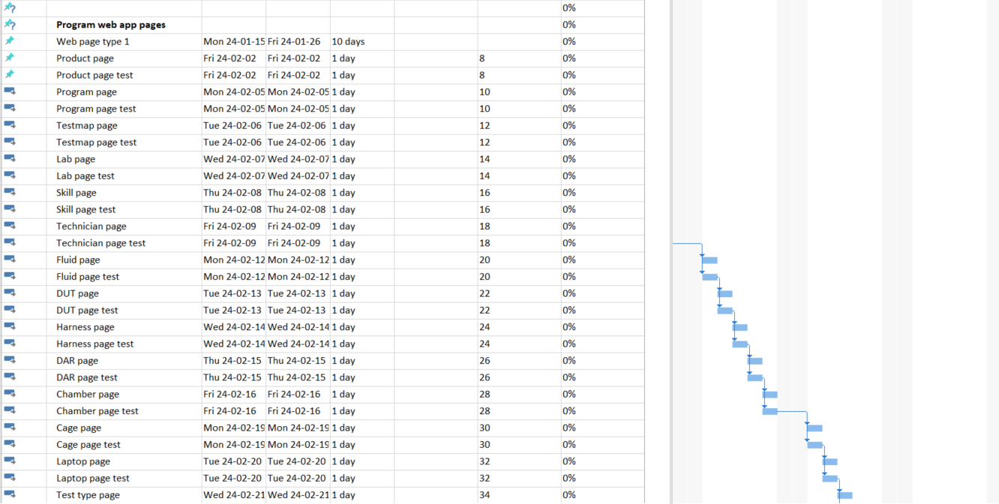 0%
Program web app pages 0%
Web page type 1 Mon 24-01-15 Fri 24-01-26 10 days 0%
Product page Fri 24-02-02 Fri 24-02-02 1 day 8 0%
Product page test Fri 24-02-02 Fri 24-02-02 1 day 8 0%
Program page Mon 24-02-05 Mon 24-02-05 1 day 10 0%
Program page test Mon 24-02-05 Mon 24-02-05 1 day 10 0%
Testmap page Tue 24-02-06 Tue 24-02-06 1 day 12 0%
Testmap page test Tue 24-02-06 Tue 24-02-06 1 day 12 0%
Lab page Wed 24-02-07 Wed 24-02-07 1 day 14 0%
Lab page test Wed 24-02-07 Wed 24-02-07 1 day 14 0%
Skill page Thu 24-02-08 Thu 24-02-08 1 day 16 0%
Skill page test Thu 24-02-08 Thu 24-02-08 1 day 16 0%
Technician page Fri 24-02-09 Fri 24-02-09 1 day 18 0%
Technician page test Fri 24-02-09 Fri 24-02-09 1 day 18 0%
Fluid page Mon 24-02-12 Mon 24-02-12 1 day 20 0%
Fluid page test Mon 24-02-12 Mon 24-02-12 1 day 20 0%
DUT page Tue 24-02-13 Tue 24-02-13 1 day 22 0%
DUT page test Tue 24-02-13 Tue 24-02-13 1 day 22 0%
Harness page Wed 24-02-14 Wed 24-02-14 1 day 24 0%
Harness page test Wed 24-02-14 Wed 24-02-14 1 day 24 0%
DAR page Thu 24-02-15 Thu 24-02-15 1 day 26 0%
DAR page test Thu 24-02-15 Thu 24-02-15 1 day 26 0%
Chamber page Fri 24-02-16 Fri 24-02-16 1 day 28 0%
Chamber page test Fri 24-02-16 Fri 24-02-16 1 day 28 0%
Cage page Mon 24-02-19 Mon 24-02-19 1 day 30 0%
Cage page test Mon 24-02-19 Mon 24-02-19 1 day 30 0%
Laptop page Tue 24-02-20 Tue 24-02-20 1 day 32 0%
Laptop page test Tue 24-02-20 Tue 24-02-20 1 day 32 0%
Test type page Wed 24-02-21 Wed 24-02-21 1 day 34 0%